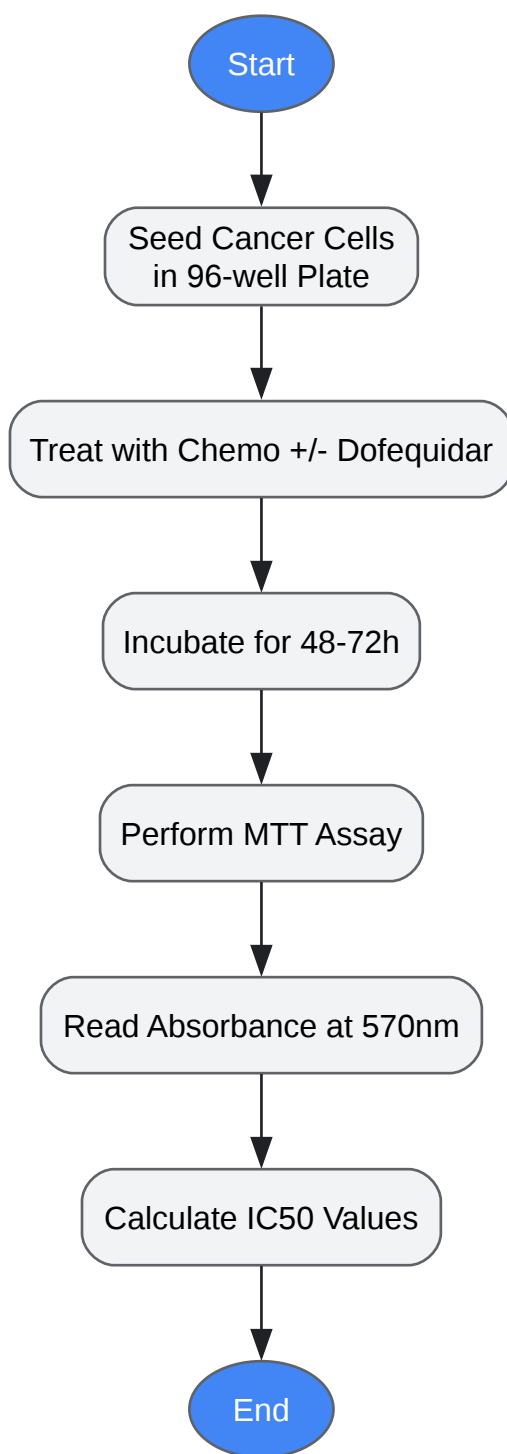 Start
Seed Cancer Cells
in 96-well Plate
Treat with Chemo +/- Dofequidar
Incubate for 48-72h
Perform MTT Assay
Read Absorbance at 570nm
Calculate IC50 Values
End